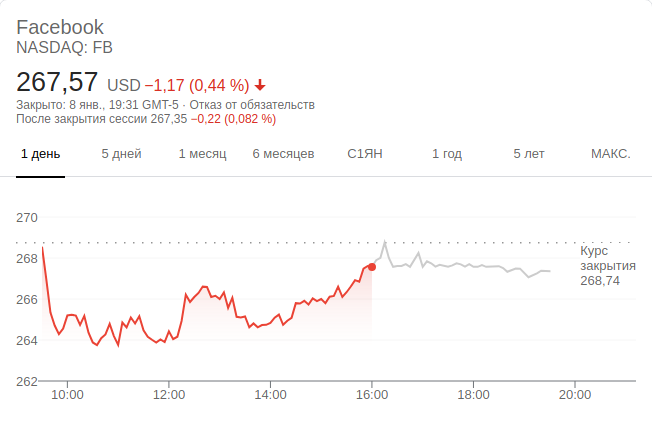 Facebook
NASDAQ: FB
267,57 USD −1,17 (0,44 %)
Закрыто: 8 янв., 19:31 GMT-5 · Отказ от обязательств
После закрытия сессии 267,35 −0,22 (0,082 %)
1 день 5 дней 1 месяц 6 месяцев С1ЯН 1 год 5 лет МАКС.
270
268
266
264
262
Курс
закрытия
268,74
10:00 12:00 14:00 16:00 18:00 20:00